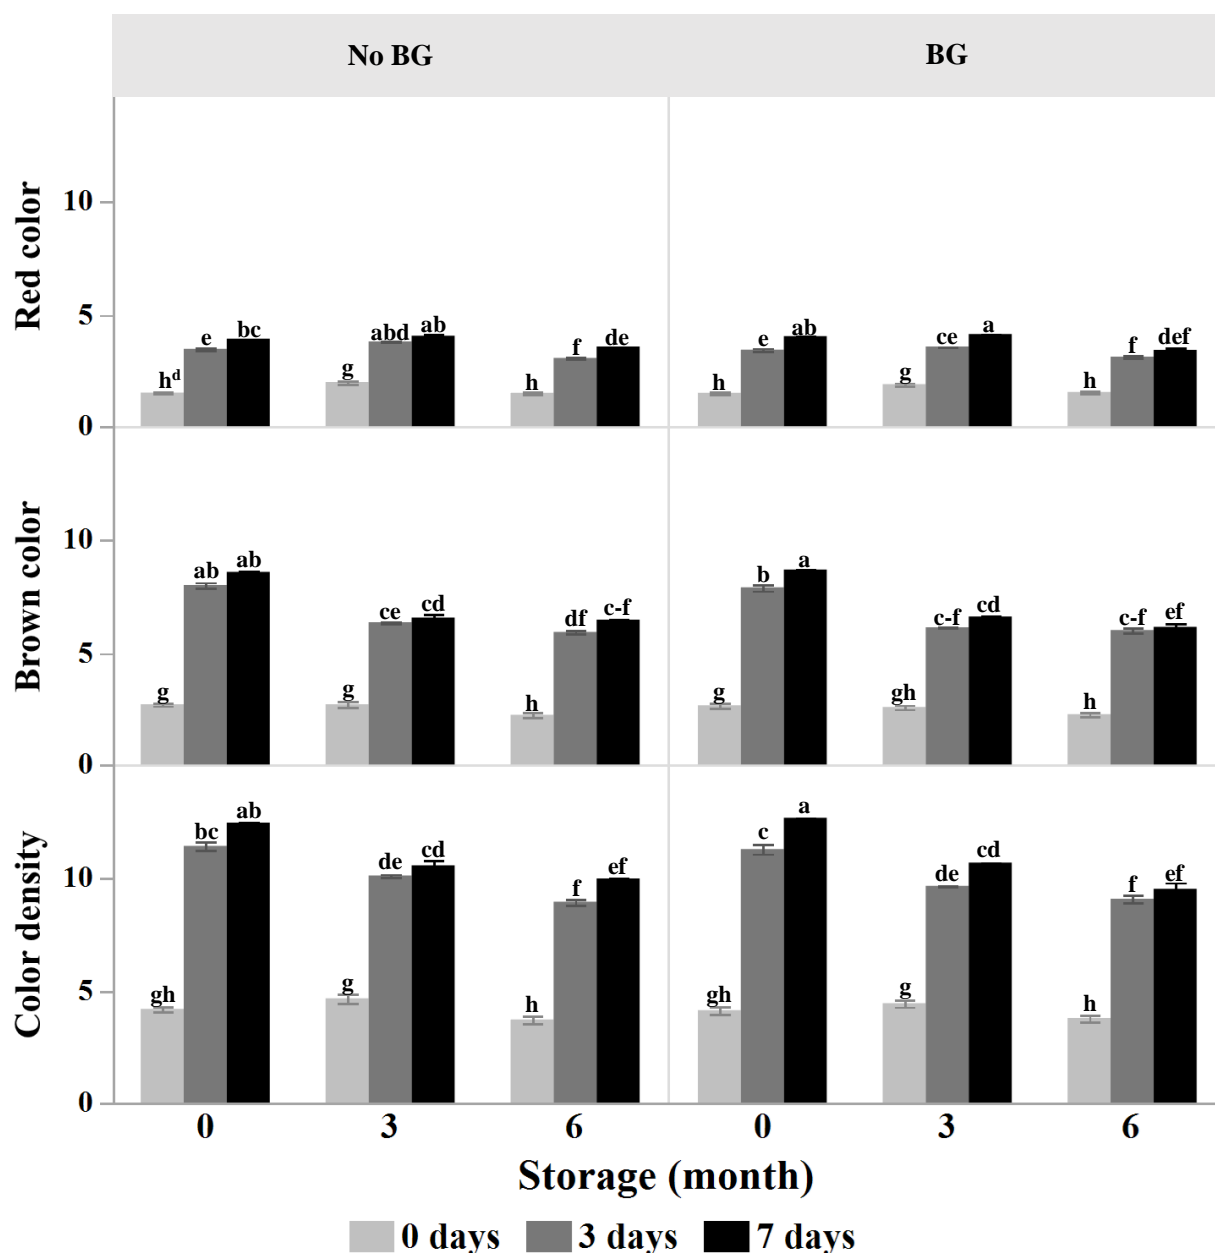 No BG BG
Red color
10
5
0
h^d e bc g abd ab h f de h e ab g ce a h f def
Brown color
10
5
0
g ab ab g ce cd h df c-f g b a gh c-f cd h c-f ef
Color density
10
5
0
gh bc ab g de cd h f ef gh c a g de cd h f ef
0 3 6 0 3 6
Storage (month)
0 days 3 days 7 days